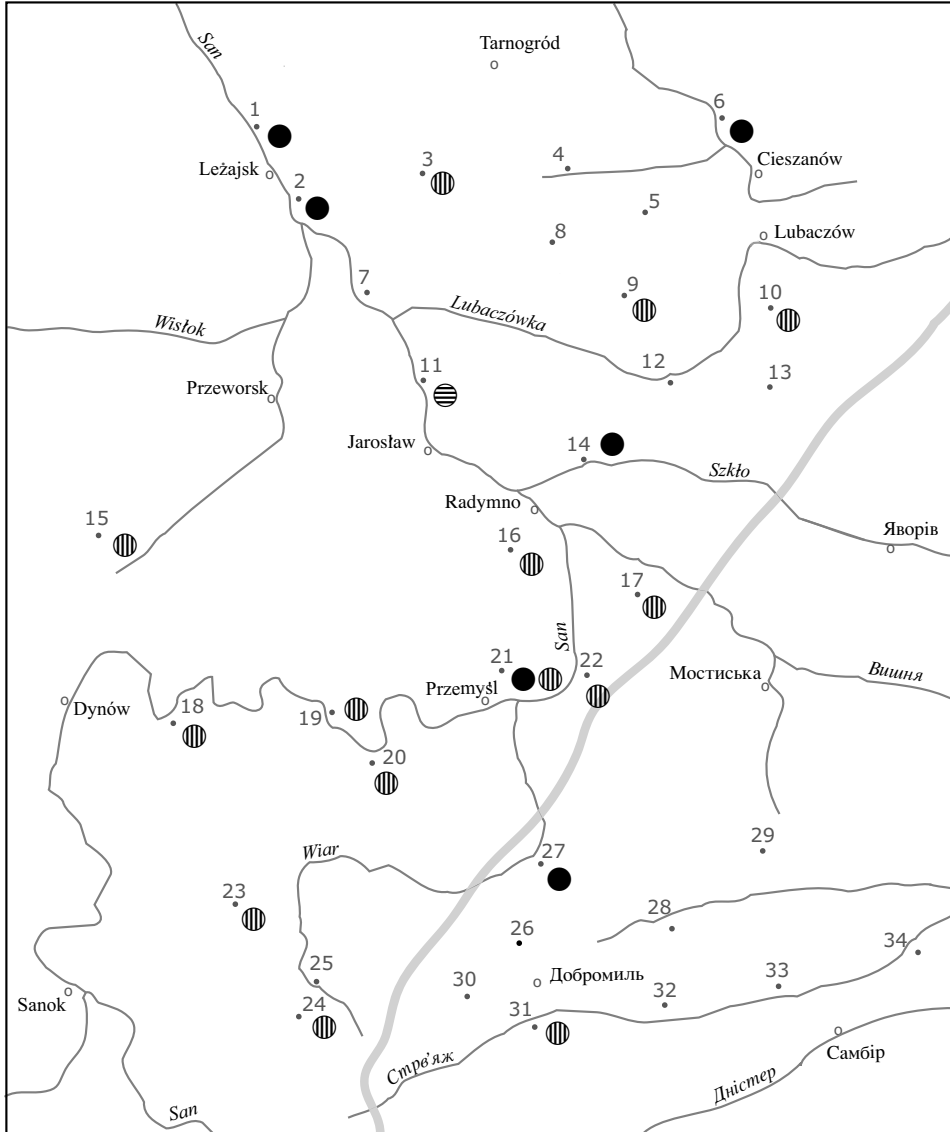 San
Tarnogród
1
6
3
4
Leżajsk
Cieszanów
2
5
8
Lubaczów
7
9
10
Wisłok
Lubaczówka
11
12
13
Przeworsk
Jarosław
14
Szkło
Radymno
15
Яворів
16
17
San
21
22
Przemyśl
Мостиська
Вишня
Dynów
18
19
20
Wiar
27
29
23
28
26
34
25
Добромиль
33
Sanok
30
32
24
31
Стрв'яж
Самбір
Дністер
San